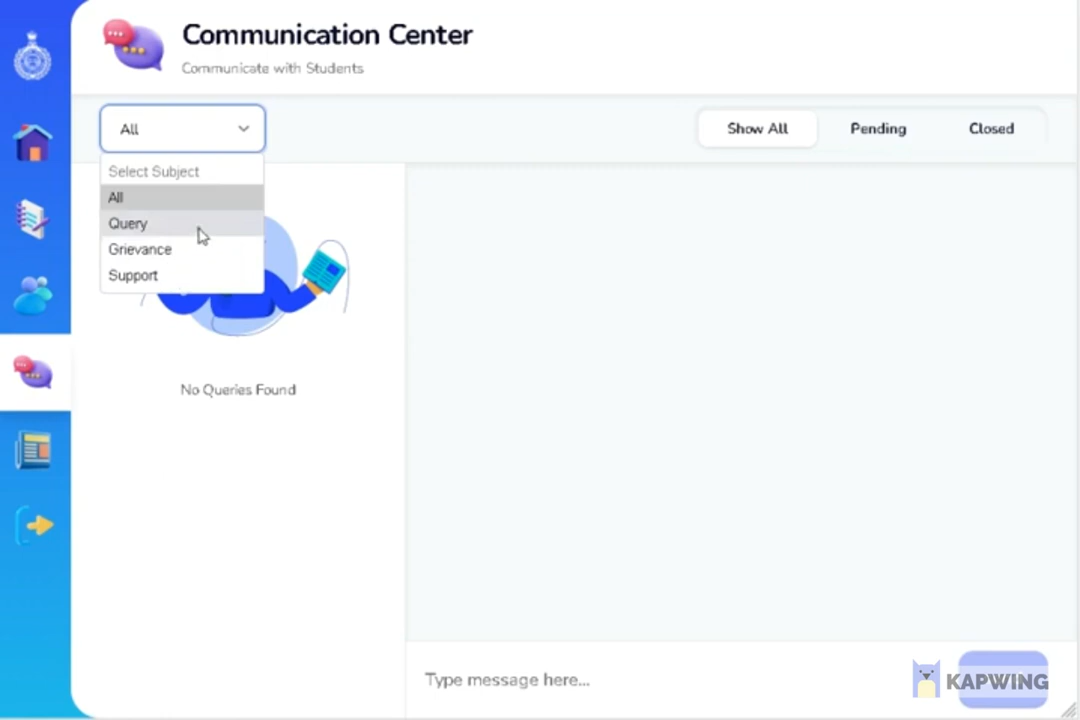 Communication Center
Communicate with Students
All
Show All
Pending
Closed
Select Subject
All
Query
Grievance
Support
No Queries Found
Type message here...
KAPWING